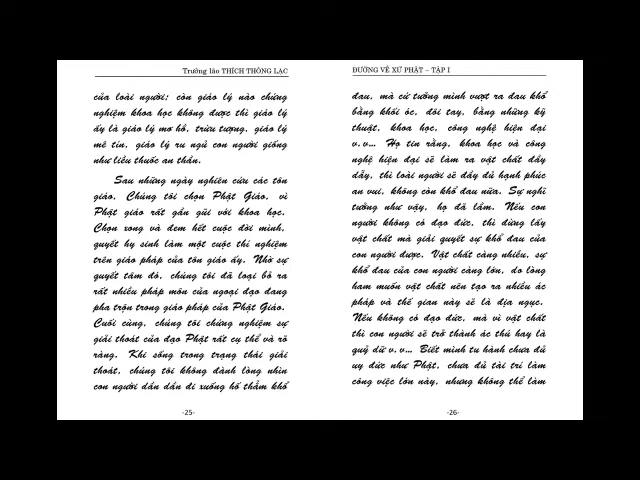 Trưởng lão THÍCH THÔNG LẠC
của loài người; còn giáo lý nào chứng
nghiệm khoa học không được thì giáo lý
ấy là giáo lý mơ hồ, trừu tượng, giáo lý
mê tín, giáo lý ru ngủ con người giống
như liều thuốc an thần.
Sau những ngày nghiên cứu các tôn
giáo, Chúng tôi chọn Phật Giáo, vì
Phật giáo rất gần gũi với khoa học.
Chọn xong và đem hết cuộc đời mình,
quyết hy sinh làm một cuộc thí nghiệm
trên giáo pháp của tôn giáo ấy. Nhờ sự
quyết tâm đó, chúng tôi đã loại bỏ ra
rất nhiều pháp môn của ngoại đạo đang
pha trộn trong giáo pháp của Phật Giáo.
Cuối cùng, chúng tôi chứng nghiệm sự
giải thoát của đạo Phật rất cụ thể và rõ
ràng. Khi sống trong trạng thái giải
thoát, chúng tôi không đành lòng nhìn
con người dần dần đi xuống hố thẳm khổ
-25-
ĐƯỜNG VỀ XỨ PHẬT – TẬP I
đau, mà cứ tưởng mình vượt ra đau khổ
bằng khối óc, đôi tay, bằng những kỹ
thuật, khoa học, công nghệ hiện đại
v.v... Họ tin rằng, khoa học và công
nghệ hiện đại sẽ làm ra vật chất đầy
đầy, thì loài người sẽ đầy đủ hạnh phúc
an vui, không còn khổ đau nữa. Sự nghĩ
tưởng như vậy, họ đã lầm. Nếu con
người không có đạo đức, thì đừng lấy
vật chất mà giải quyết sự khổ đau của
con người được. Vật chất càng nhiều, sự
khổ đau của con người càng lớn, do lòng
ham muốn vật chất nên tạo ra nhiều ác
pháp và thế gian này sẽ là địa ngục.
Nếu không có đạo đức, mà vì vật chất
thì con người sẽ trở thành ác thú hay là
quỷ dữ v.v... Biết mình tu hành chưa đủ
uy đức như Phật, chưa đủ tài trí làm
công việc lớn này, nhưng không thể làm
-26-